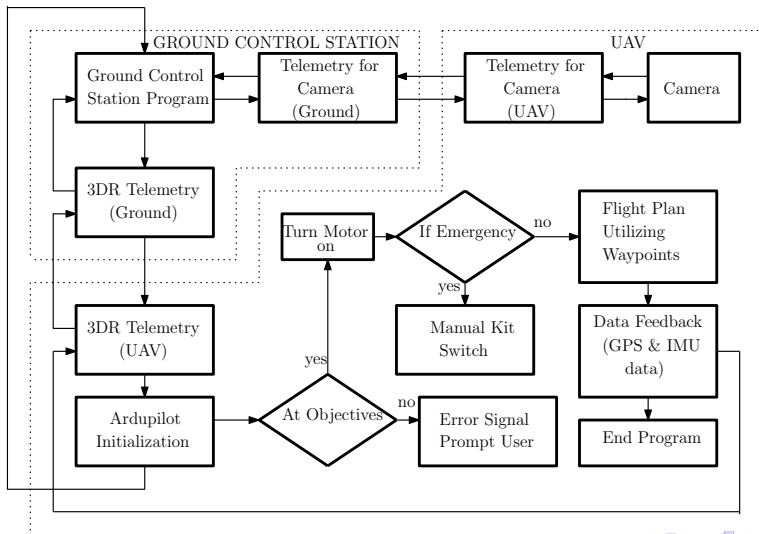 GROUND CONTROL STATION
UAV
Ground Control
Station Program
Telemetry for
Camera
(Ground)
Telemetry for
Camera
(UAV)
Camera
3DR Telemetry
(Ground)
Turn Motor
on
If Emergency
no
Flight Plan
Utilizing
Waypoints
yes
3DR Telemetry
(UAV)
Manual Kit
Switch
Data Feedback
(GPS & IMU
data)
yes
Ardupilot
Initialization
At Objectives
no
Error Signal
Prompt User
End Program